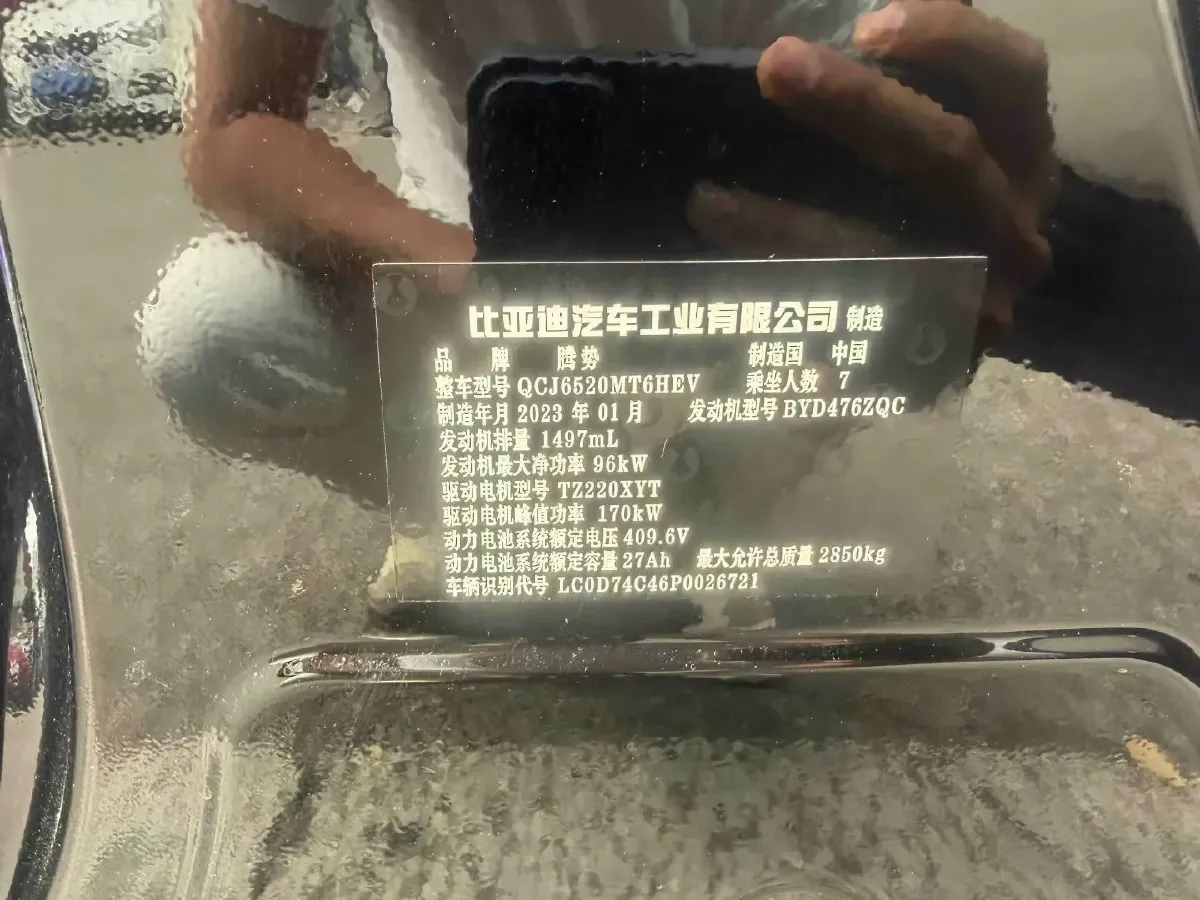 比亚迪汽车工业有限公司 制造
品 牌 腾势 制造国 中国
整车型号 QCJ6520MT6HEV 乘坐人数 7
制造年月 2023 年 01 月 发动机型号 BYD476ZQC
发动机排量 1497mL
发动机最大净功率 96kW
驱动电机型号 TZ220XYT
驱动电机峰值功率 170kW
动力电池系统额定电压 409.6V
动力电池系统额定容量 27Ah 最大允许总质量 2850kg
车辆识别代号 LC0D74C46P0026721